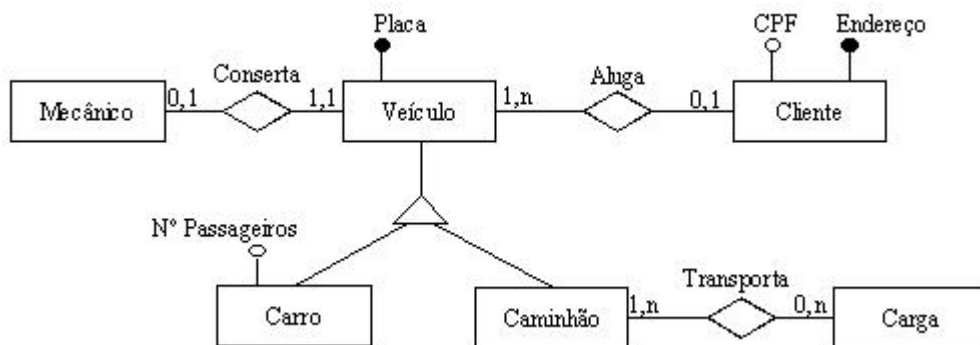 Placa
CPF
Endereço
Conserta
Aluga
Mecânico
0,1
1,1
Veículo
1,n
0,1
Cliente
Nº Passageiros
Transporta
Carro
Caminhão
1,n
0,n
Carga